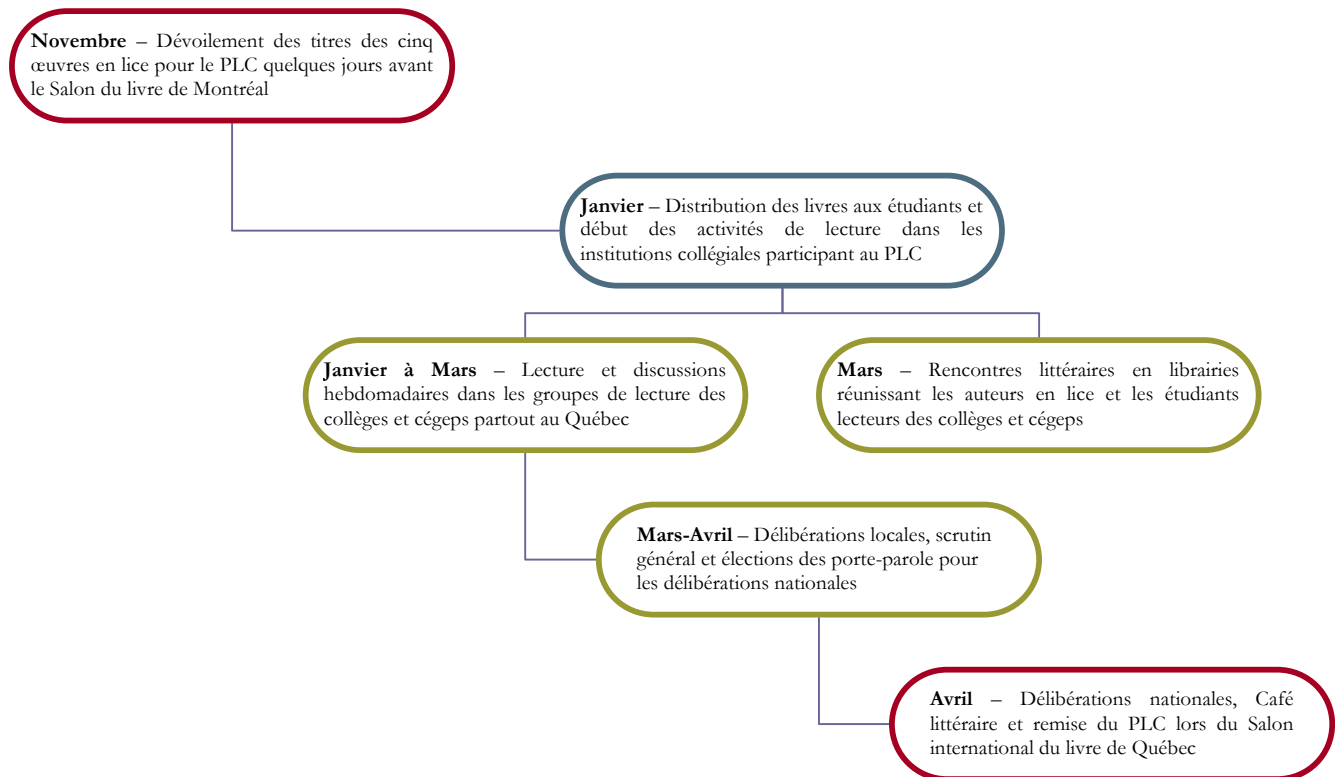 Novembre – Dévoilement des titres des cinq
œuvres en lice pour le PLC quelques jours avant
le Salon du livre de Montréal
Janvier – Distribution des livres aux étudiants et
début des activités de lecture dans les
institutions collégiales participant au PLC
Janvier à Mars – Lecture et discussions
hebdomadaires dans les groupes de lecture des
collèges et cégeps partout au Québec
Mars – Rencontres littéraires en librairies
réunissant les auteurs en lice et les étudiants
lecteurs des collèges et cégeps
Mars-Avril – Délibérations locales, scrutin
général et élections des porte-parole pour
les délibérations nationales
Avril – Délibérations nationales, Café
littéraire et remise du PLC lors du Salon
international du livre de Québec